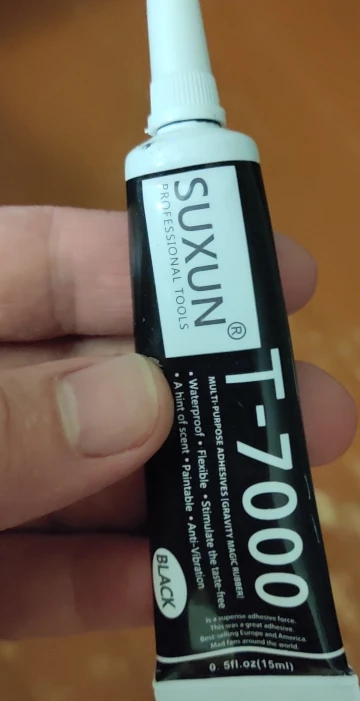 SUXUN®
PROFESSIONAL TOOLS
T-7000
MULTI-PURPOSE ADHESIVES [GRAVITY MAGIC RUBBER]
• Waterproof • Flexible • Stimulate the taste-free
• A hint of scent • Paintable • Anti-Vibration
BLACK
is a supense adhesive force.
This was a great adhesive.
Best-selling Europe and America.
Mad fans around the world.
0.5fl.oz(15ml)